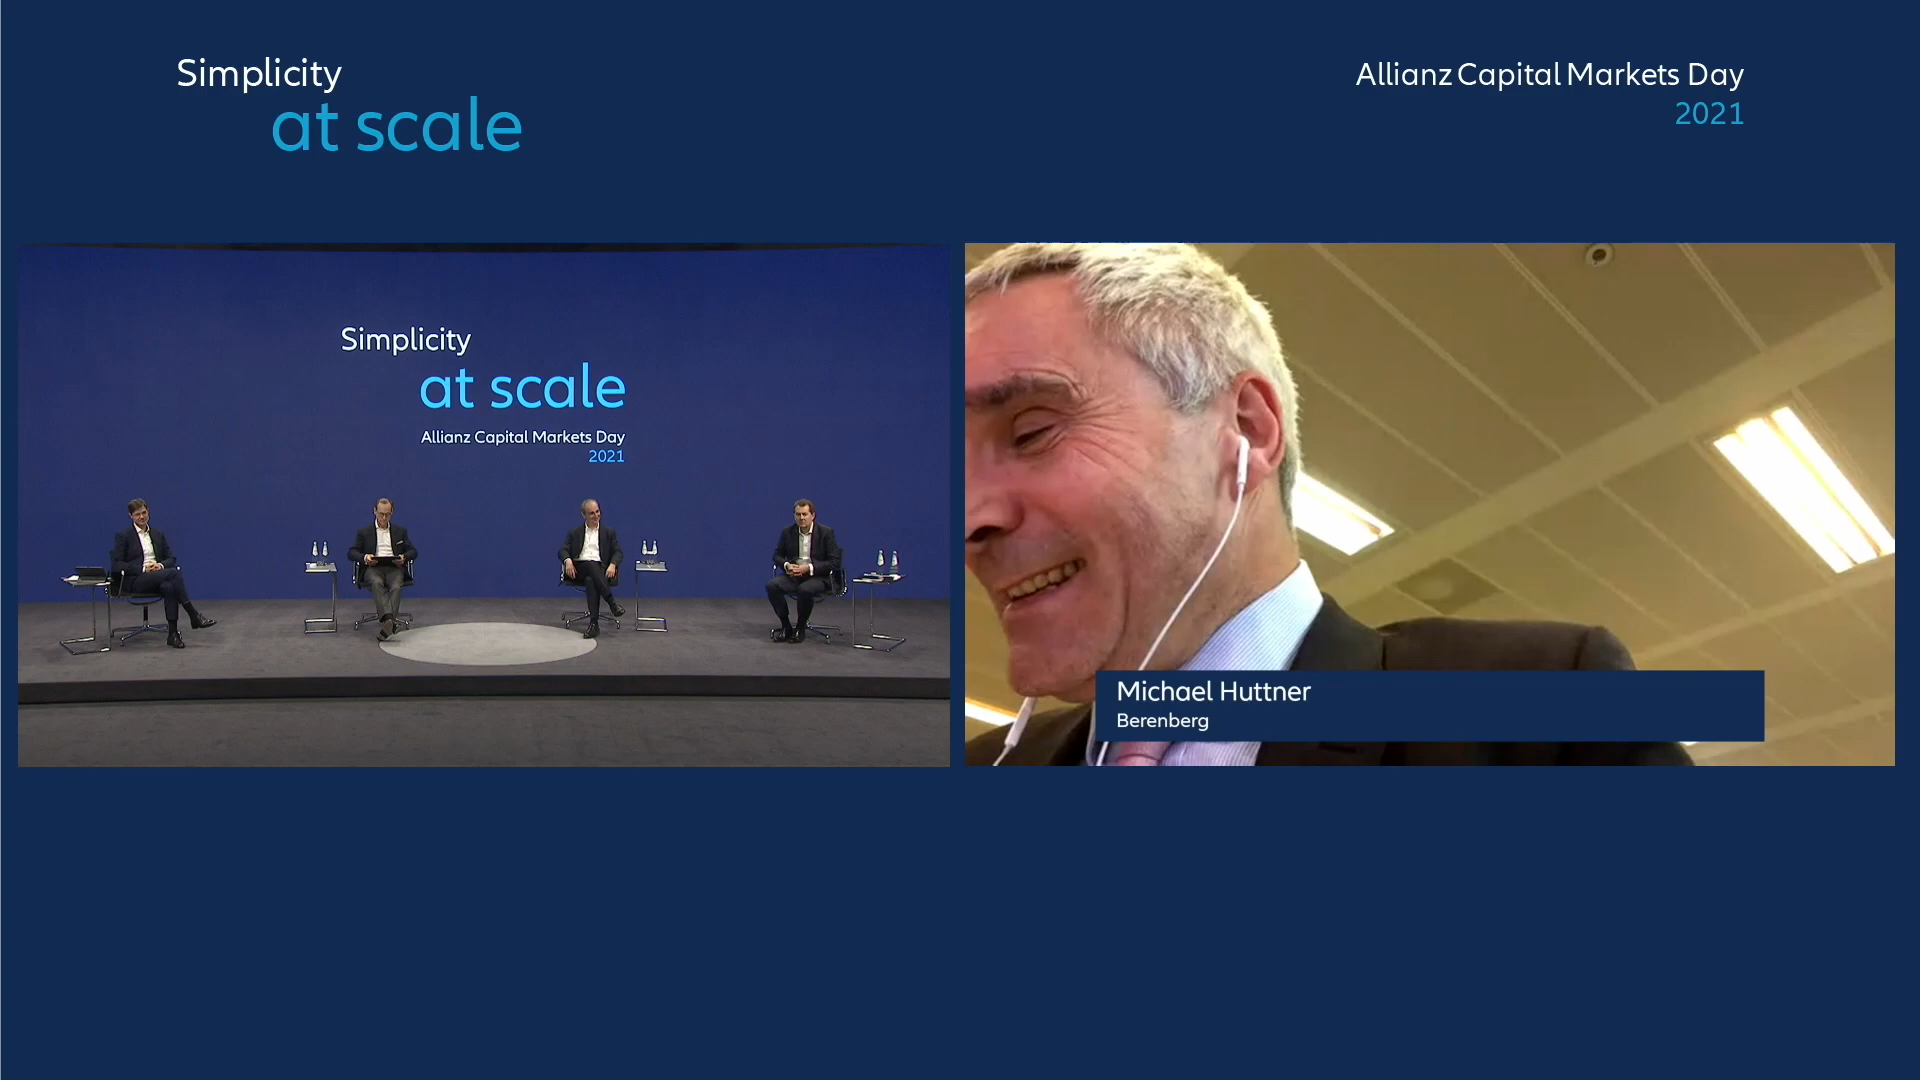 Simplicity
at scale
Allianz Capital Markets Day
2021
Simplicity
at scale
Allianz Capital Markets Day
2021
Michael Huttner
Berenberg